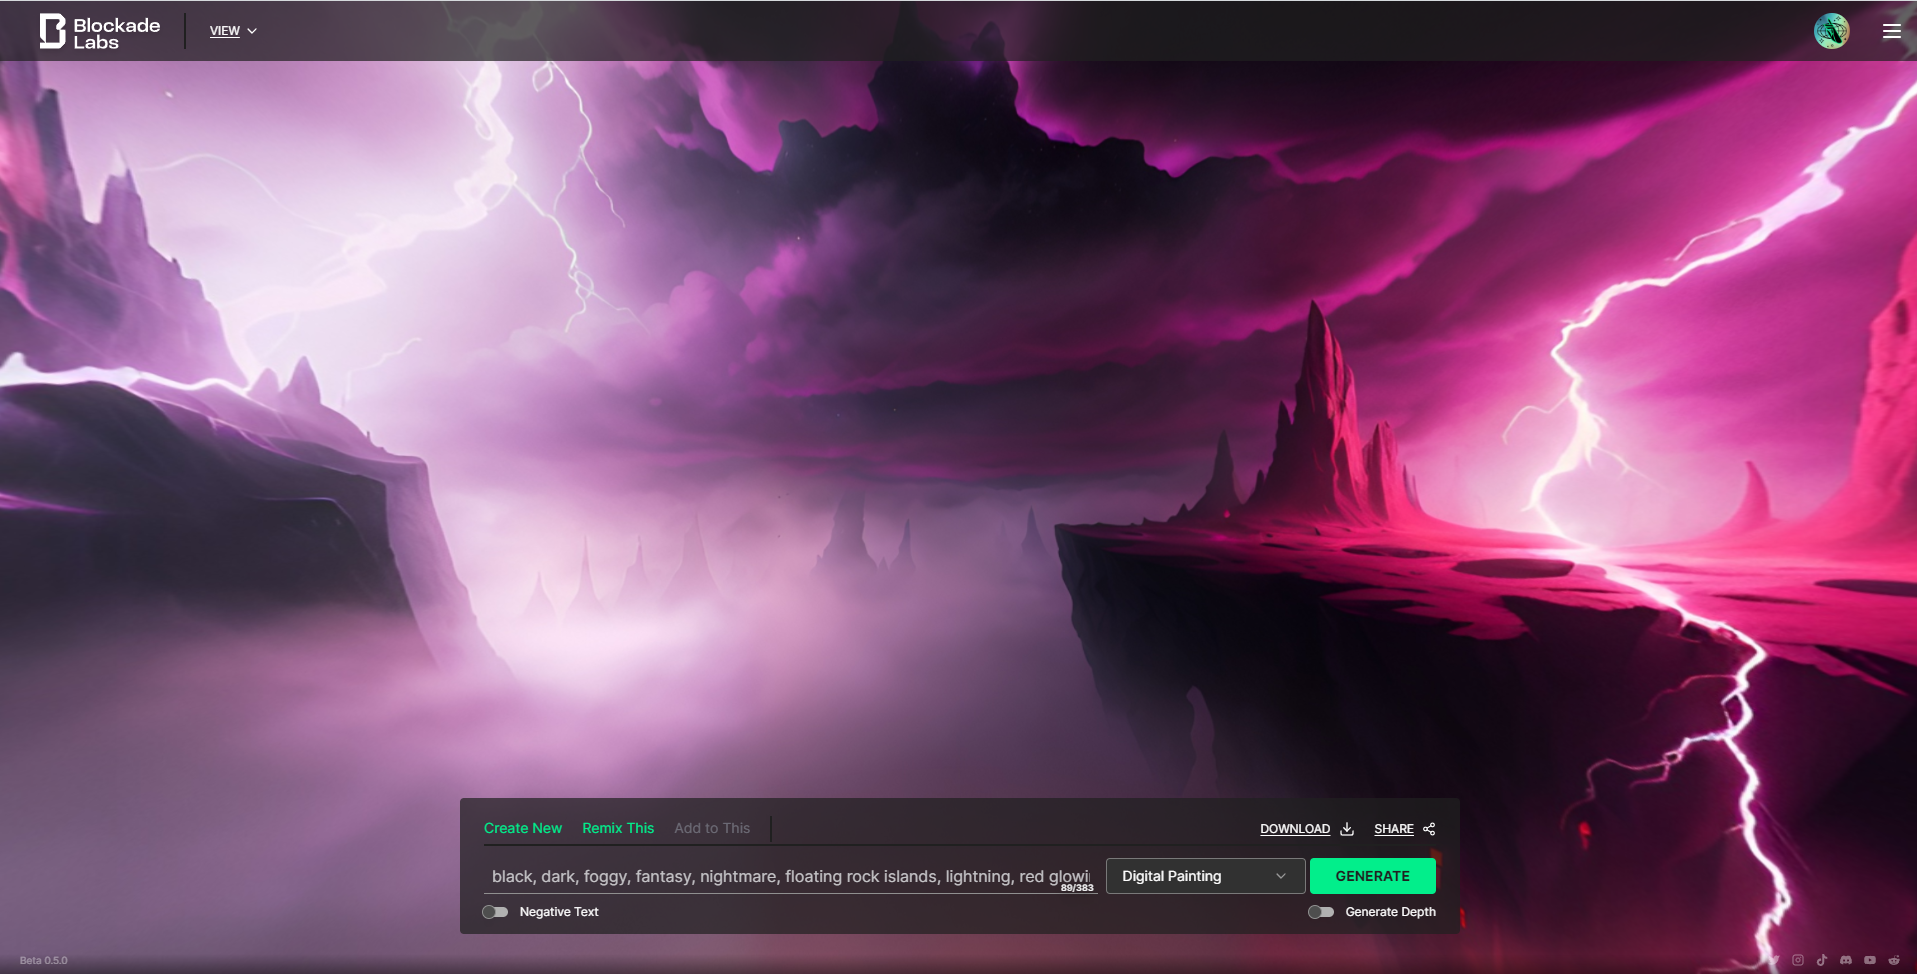 Blockade
Labs
VIEW
Create New Remix This Add to This
DOWNLOAD SHARE
black, dark, foggy, fantasy, nightmare, floating rock islands, lightning, red glowi
89/383
Digital Painting
GENERATE
Negative Text
Generate Depth
Beta 0.5.0